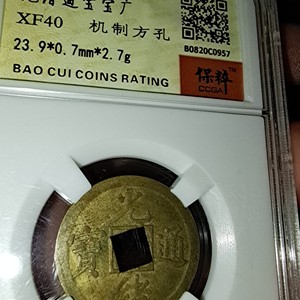 光绪通宝宝广
XF40 机制方孔
23.9*0.7mm*2.7g
B0820C0957
BAO CUI COINS RATING
保粹 TM
CCGA
光
寶 通
緒